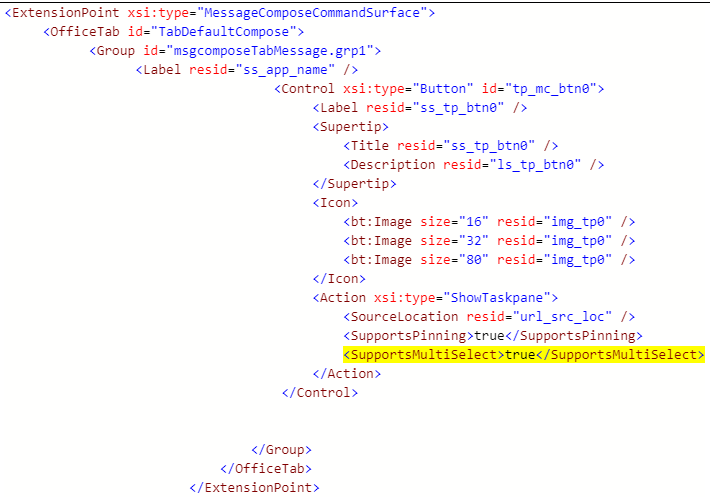 <ExtensionPoint xsi:type="MessageComposeCommandSurface">
<OfficeTab id="TabDefaultCompose">
<Group id="msgcomposeTabMessage.grp1">
<Label resid="ss_app_name" />
<Control xsi:type="Button" id="tp_mc_btn0">
<Label resid="ss_tp_btn0" />
<Supertip>
<Title resid="ss_tp_btn0" />
<Description resid="ls_tp_btn0" />
</Supertip>
<Icon>
<bt:Image size="16" resid="img_tp0" />
<bt:Image size="32" resid="img_tp0" />
<bt:Image size="80" resid="img_tp0" />
</Icon>
<Action xsi:type="ShowTaskpane">
<SourceLocation resid="url_src_loc" />
<SupportsPinning>true</SupportsPinning>
<SupportsMultiSelect>true</SupportsMultiSelect>
</Action>
</Control>
</Group>
</OfficeTab>
</ExtensionPoint>